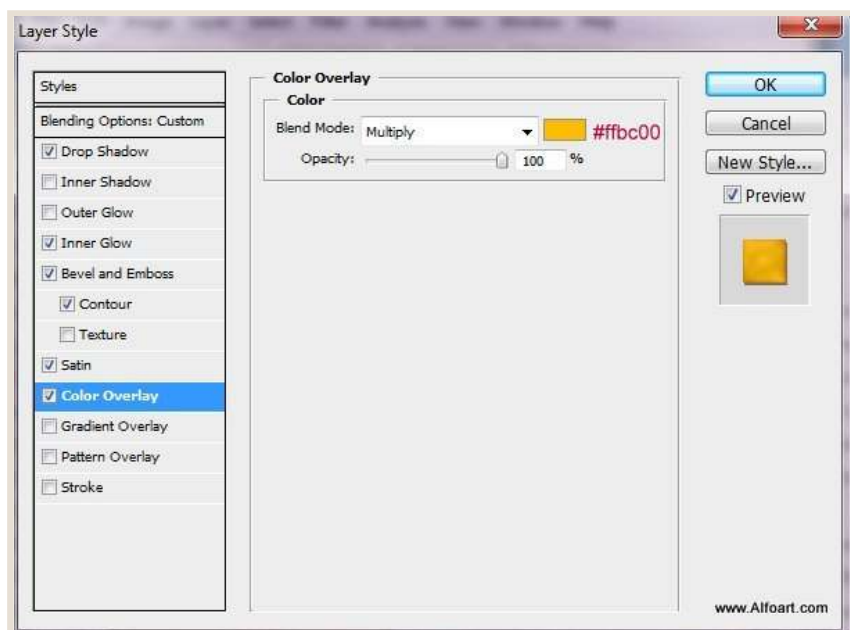 Layer Style
Styles
Blending Options: Custom
Drop Shadow
Inner Shadow
Outer Glow
Inner Glow
Bevel and Emboss
Contour
Texture
Satin
Color Overlay
Gradient Overlay
Pattern Overlay
Stroke
Color Overlay
Color
Blend Mode: Multiply #ffbc00
Opacity: 100 %
OK
Cancel
New Style...
Preview
www.Alfoart.com